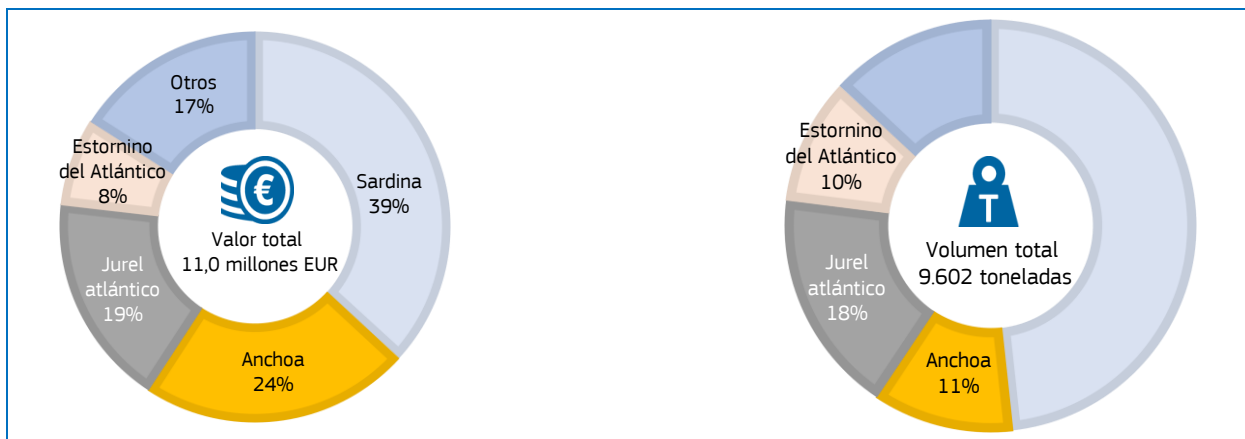 Otros
17%
Estornino
del Atlántico
8%
Sardina
39%
€
Valor total
11,0 millones EUR
Jurel
atlántico
19%
Anchoa
24%
Estornino
del Atlántico
10%
T
Volumen total
9.602 toneladas
Jurel
atlántico
18%
Anchoa
11%